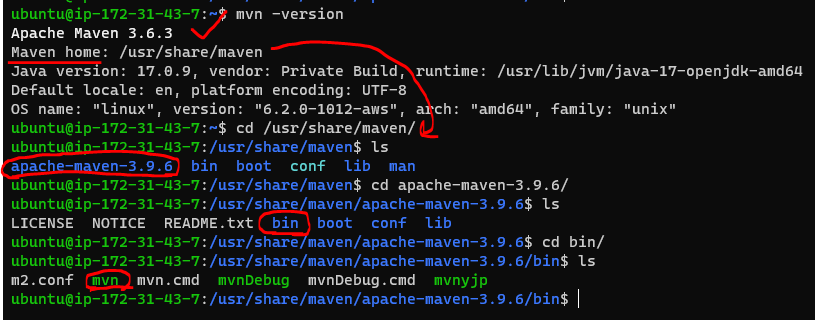 ubuntu@ip-172-31-43-7:~$ mvn -version
Apache Maven 3.6.3
Maven home: /usr/share/maven
Java version: 17.0.9, vendor: Private Build, runtime: /usr/lib/jvm/java-17-openjdk-amd64
Default locale: en, platform encoding: UTF-8
OS name: "linux", version: "6.2.0-1012-aws", arch: "amd64", family: "unix"
ubuntu@ip-172-31-43-7:~$ cd /usr/share/maven/
ubuntu@ip-172-31-43-7:/usr/share/maven$ ls
apache-maven-3.9.6 bin boot conf lib man
ubuntu@ip-172-31-43-7:/usr/share/maven$ cd apache-maven-3.9.6/
ubuntu@ip-172-31-43-7:/usr/share/maven/apache-maven-3.9.6$ ls
LICENSE NOTICE README.txt bin boot conf lib
ubuntu@ip-172-31-43-7:/usr/share/maven/apache-maven-3.9.6$ cd bin/
ubuntu@ip-172-31-43-7:/usr/share/maven/apache-maven-3.9.6/bin$ ls
m2.conf mvn mvn.cmd mvnDebug mvnDebug.cmd mvnyjp
ubuntu@ip-172-31-43-7:/usr/share/maven/apache-maven-3.9.6/bin$